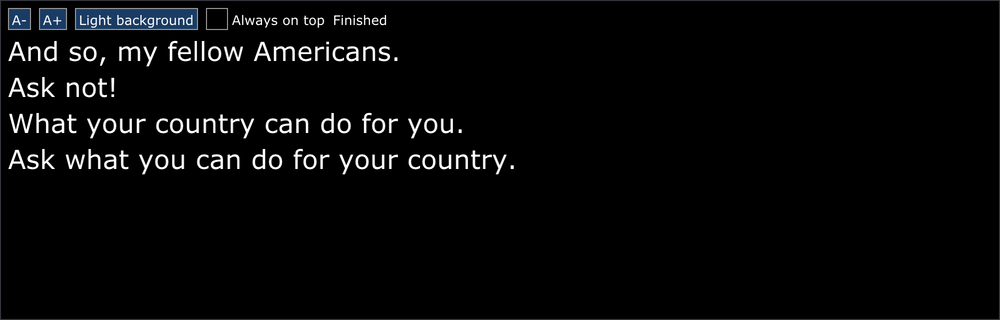 A- A+ Light background Always on top Finished
And so, my fellow Americans.
Ask not!
What your country can do for you.
Ask what you can do for your country.